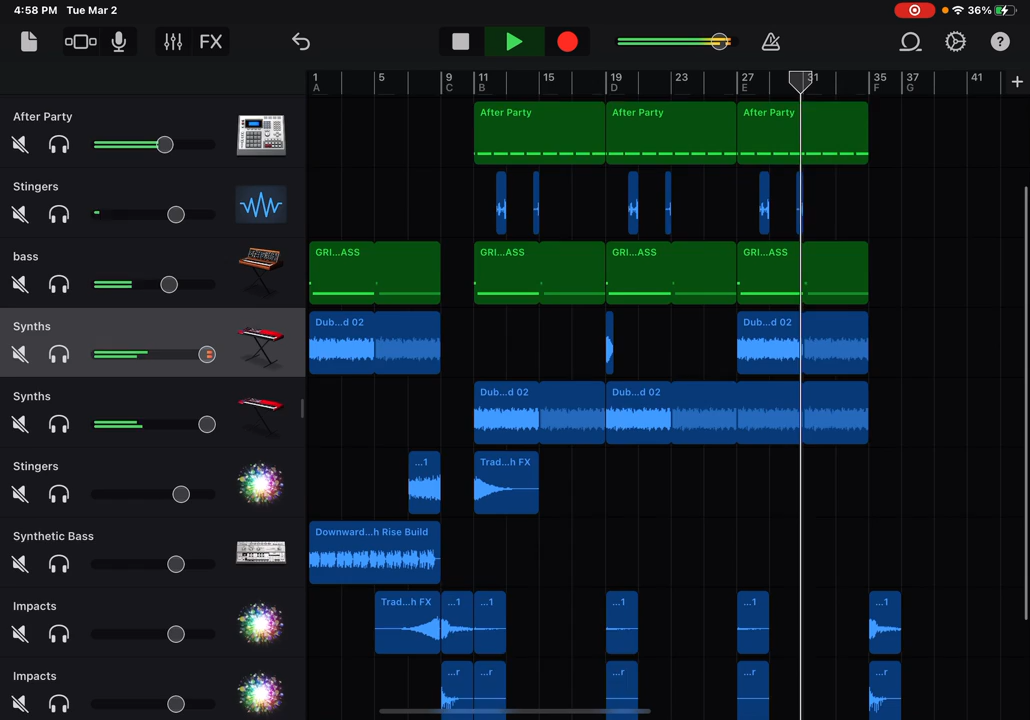 4:58 PM Tue Mar 2
36%
FX
1 5 9 11 15 19 23 27 31 35 37 41 +
A C B D E F G
After Party
After Party After Party After Party
Stingers
bass
GRI...ASS GRI...ASS GRI...ASS GRI...ASS
Synths
Dub...d 02 Dub...d 02
Synths
Dub...d 02 Dub...d 02
Stingers
...1 Trad...h FX
Synthetic Bass
Downward...h Rise Build
Impacts
Trad...h FX ...1 ...1 ...1 ...1 ...1
Impacts
...r ...r ...r ...r ...r